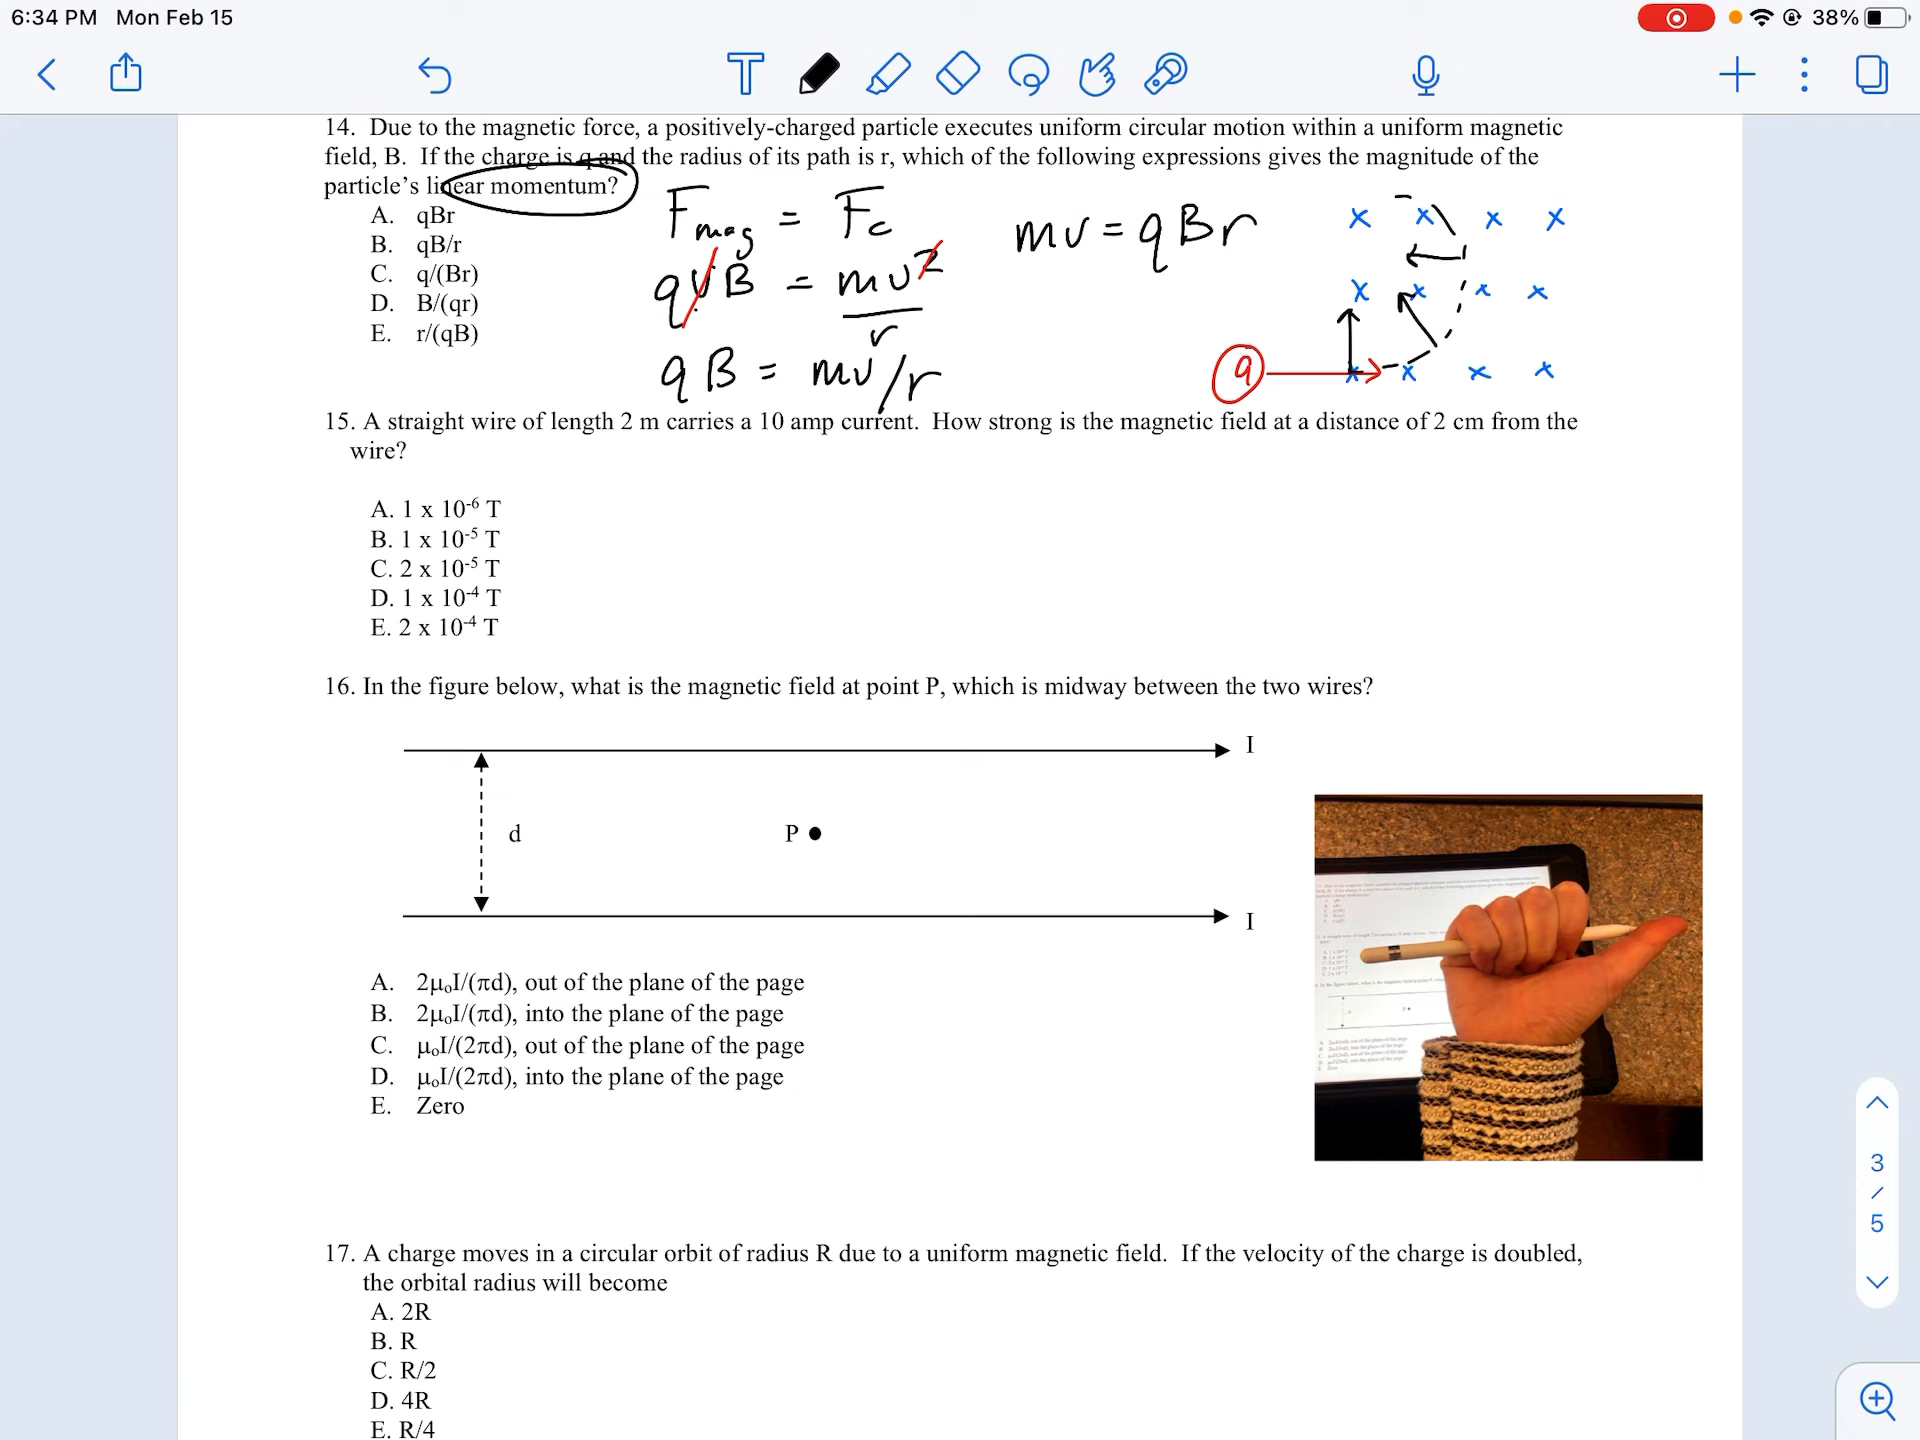 6:34 PM Mon Feb 15
38%
14. Due to the magnetic force, a positively-charged particle executes uniform circular motion within a uniform magnetic
field, B. If the charge is q and the radius of its path is r, which of the following expressions gives the magnitude of the
particle's linear momentum?
A. qBr
B. qB/r
C. q/(Br)
D. B/(qr)
E. r/(qB)
Fmag = Fc
qvB = mv²/r
qB = mv/r
mv = qBr
x x x x
x x x x
q x x x x
15. A straight wire of length 2 m carries a 10 amp current. How strong is the magnetic field at a distance of 2 cm from the
wire?
A. 1 x 10⁻⁶ T
B. 1 x 10⁻⁵ T
C. 2 x 10⁻⁵ T
D. 1 x 10⁻⁴ T
E. 2 x 10⁻⁴ T
16. In the figure below, what is the magnetic field at point P, which is midway between the two wires?
I
d
P
I
A. 2μₒI/(πd), out of the plane of the page
B. 2μₒI/(πd), into the plane of the page
C. μₒI/(2πd), out of the plane of the page
D. μₒI/(2πd), into the plane of the page
E. Zero
17. A charge moves in a circular orbit of radius R due to a uniform magnetic field. If the velocity of the charge is doubled,
the orbital radius will become
A. 2R
B. R
C. R/2
D. 4R
E. R/4
3
/
5